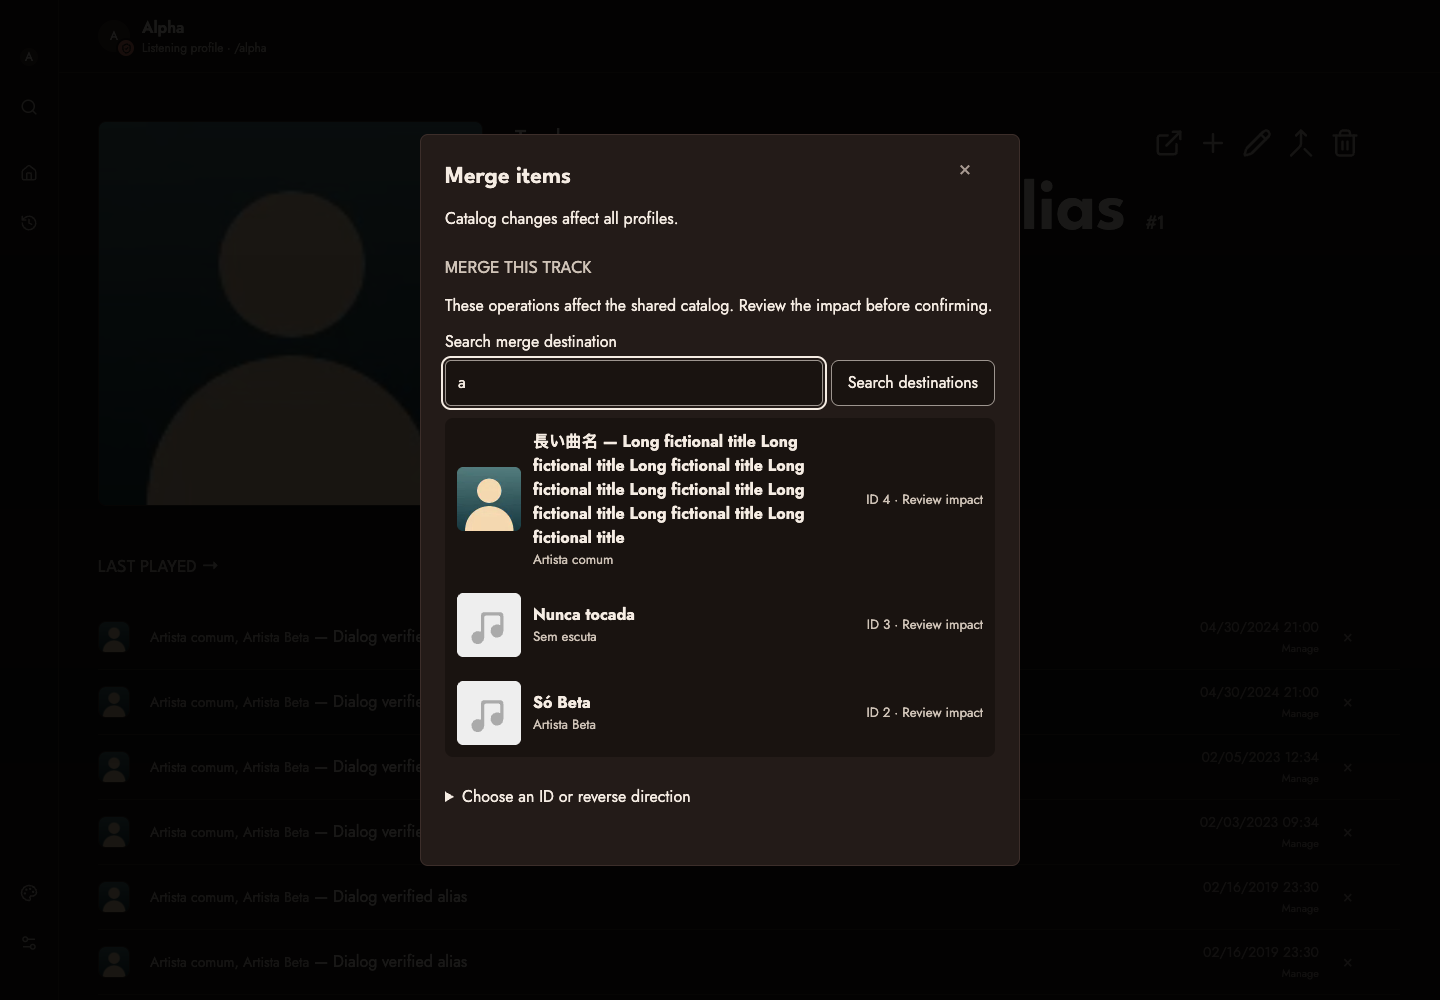 A
Alpha
Listening profile · /alpha
A
lias #1
Merge items
×
Catalog changes affect all profiles.
MERGE THIS TRACK
These operations affect the shared catalog. Review the impact before confirming.
Search merge destination
a
Search destinations
長い曲名 — Long fictional title Long
fictional title Long fictional title Long
fictional title Long fictional title Long
fictional title Long fictional title Long
fictional title
Artista comum
ID 4 · Review impact
Nunca tocada
Sem escuta
ID 3 · Review impact
Só Beta
Artista Beta
ID 2 · Review impact
▶ Choose an ID or reverse direction
LAST PLAYED →
Artista comum, Artista Beta — Dialog verifie
04/30/2024 21:00
Manage
×
Artista comum, Artista Beta — Dialog verifie
04/30/2024 21:00
Manage
×
Artista comum, Artista Beta — Dialog verifie
02/05/2023 12:34
Manage
×
Artista comum, Artista Beta — Dialog verifie
02/03/2023 09:34
Manage
×
Artista comum, Artista Beta — Dialog verified alias
02/16/2019 23:30
Manage
×
Artista comum, Artista Beta — Dialog verified alias
02/16/2019 23:30
Manage
×